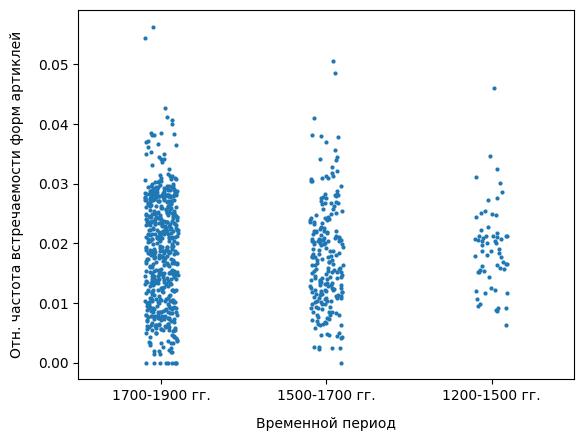 Отн. частота встречаемости форм артиклей
0.05
0.04
0.03
0.02
0.01
0.00
1700-1900 гг.
1500-1700 гг.
1200-1500 гг.
Временной период